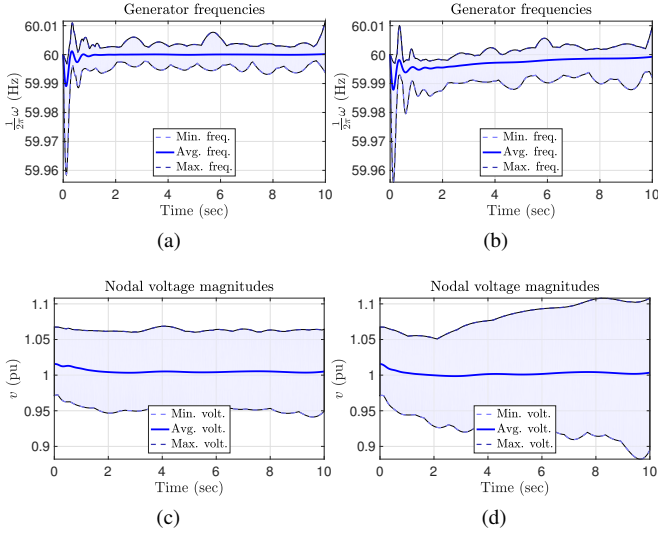 Generator frequencies
60.01
60
59.99
59.98
59.97
59.96
1/2π ω (Hz)
Min. freq.
Avg. freq.
Max. freq.
0 2 4 6 8 10
Time (sec)
(a)
Generator frequencies
60.01
60
59.99
59.98
59.97
59.96
1/2π ω (Hz)
Min. freq.
Avg. freq.
Max. freq.
0 2 4 6 8 10
Time (sec)
(b)
Nodal voltage magnitudes
1.1
1.05
1
0.95
0.9
v (pu)
Min. volt.
Avg. volt.
Max. volt.
0 2 4 6 8 10
Time (sec)
(c)
Nodal voltage magnitudes
1.1
1.05
1
0.95
0.9
v (pu)
Min. volt.
Avg. volt.
Max. volt.
0 2 4 6 8 10
Time (sec)
(d)